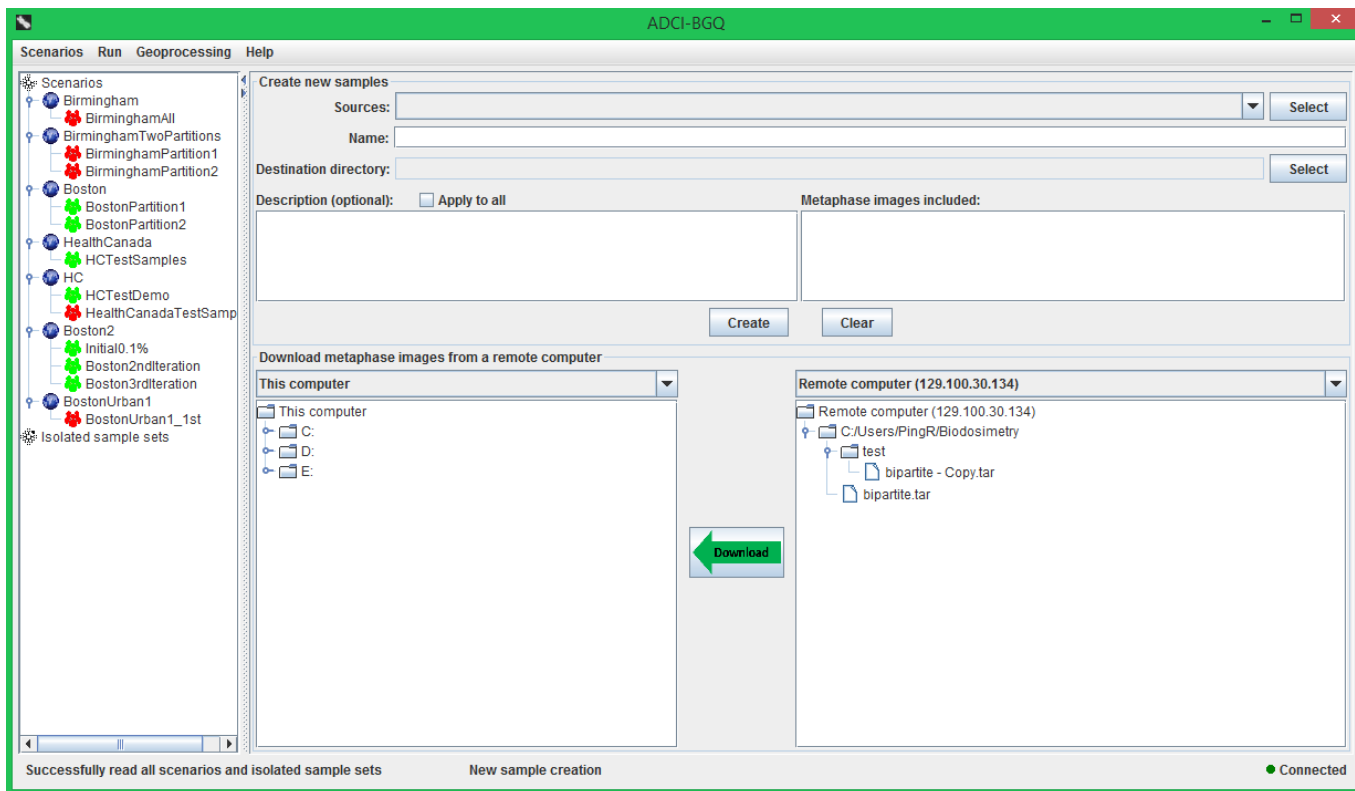 ADCI-BGQ
Scenarios Run Geoprocessing Help
Scenarios
Birmingham
BirminghamAll
BirminghamTwoPartitions
BirminghamPartition1
BirminghamPartition2
Boston
BostonPartition1
BostonPartition2
HealthCanada
HCTestSamples
HC
HCTestDemo
HealthCanadaTestSamp
Boston2
Initial0.1%
Boston2ndIteration
Boston3rdIteration
BostonUrban1
BostonUrban1_1st
Isolated sample sets
Create new samples
Sources: Select
Name:
Destination directory: Select
Description (optional): Apply to all Metaphase images included:
Create Clear
Download metaphase images from a remote computer
This computer
This computer
C:
D:
E:
Download
Remote computer (129.100.30.134)
Remote computer (129.100.30.134)
C:/Users/PingR/Biodosimetry
test
bipartite - Copy.tar
bipartite.tar
Successfully read all scenarios and isolated sample sets New sample creation Connected